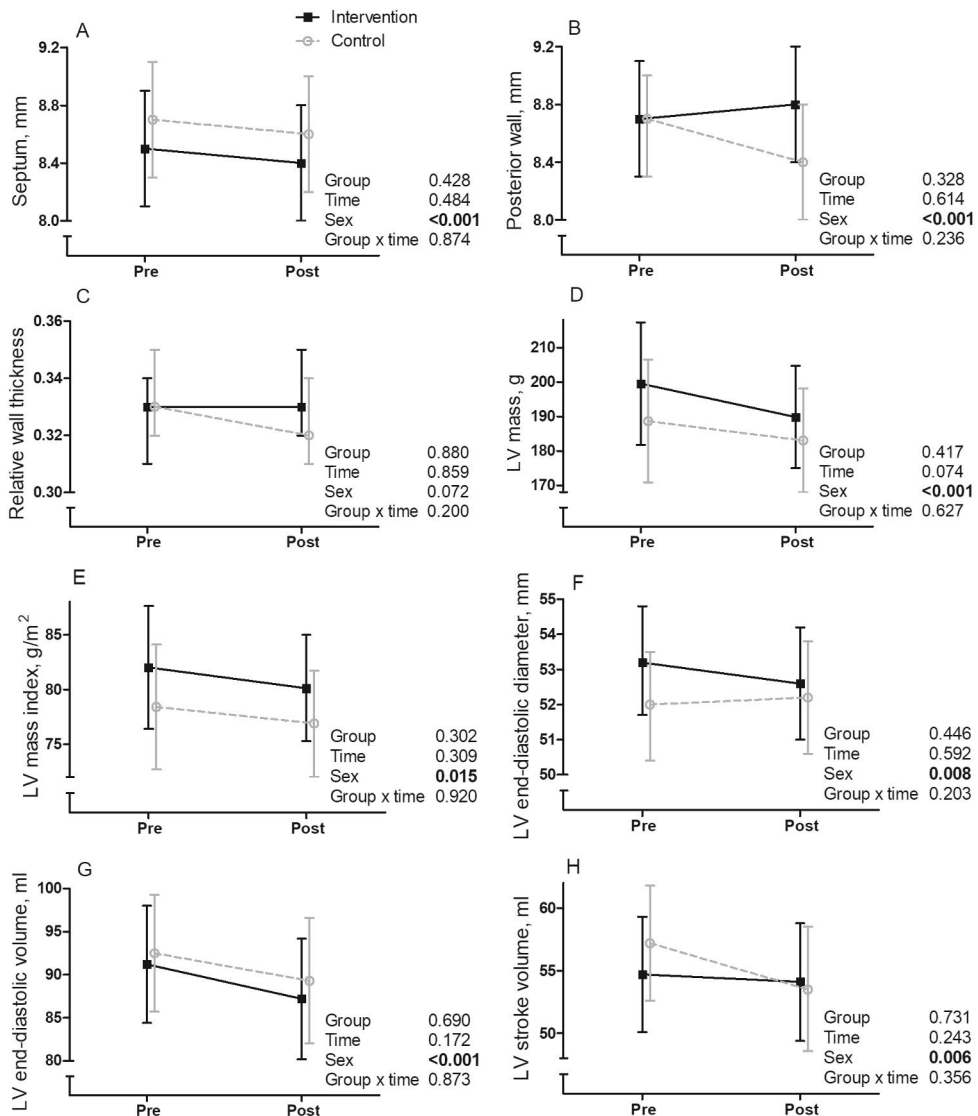 Intervention
Control
A
Septum, mm
9.2
8.8
8.4
8.0
Group 0.428
Time 0.484
Sex <0.001
Group x time 0.874
Pre Post
B
Posterior wall, mm
9.2
8.8
8.4
8.0
Group 0.328
Time 0.614
Sex <0.001
Group x time 0.236
Pre Post
C
Relative wall thickness
0.36
0.34
0.32
0.30
Group 0.880
Time 0.859
Sex 0.072
Group x time 0.200
Pre Post
D
LV mass, g
210
200
190
180
170
Group 0.417
Time 0.074
Sex <0.001
Group x time 0.627
Pre Post
E
LV mass index, g/m²
85
80
75
Group 0.302
Time 0.309
Sex 0.015
Group x time 0.920
Pre Post
F
LV end-diastolic diameter, mm
55
54
53
52
51
50
Group 0.446
Time 0.592
Sex 0.008
Group x time 0.203
Pre Post
G
LV end-diastolic volume, ml
100
95
90
85
80
Group 0.690
Time 0.172
Sex <0.001
Group x time 0.873
Pre Post
H
LV stroke volume, ml
60
55
50
Group 0.731
Time 0.243
Sex 0.006
Group x time 0.356
Pre Post